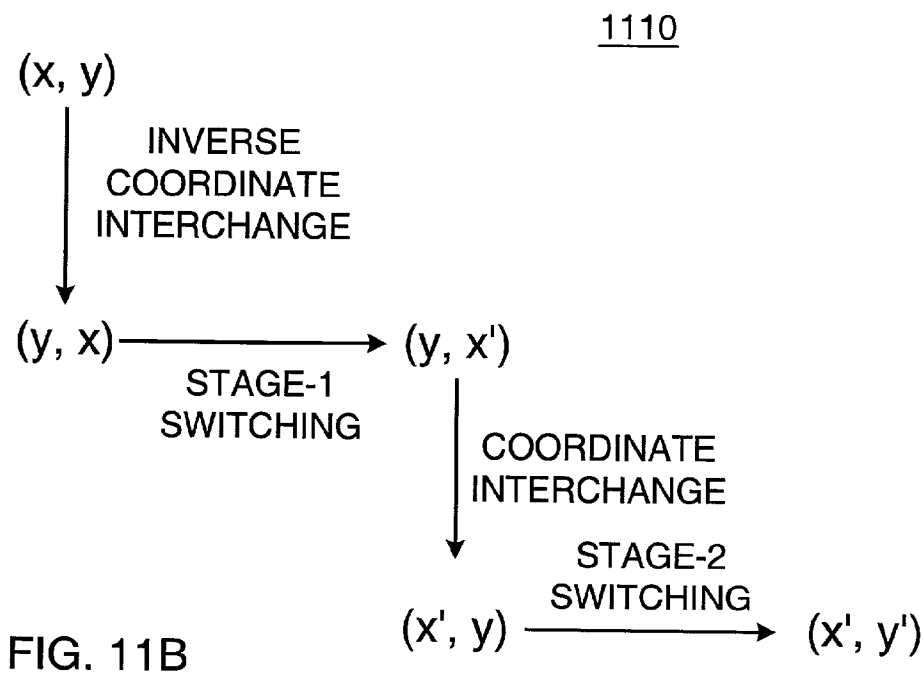 1110
(x, y)
INVERSE
COORDINATE
INTERCHANGE
(y, x)
(y, x')
STAGE-1
SWITCHING
COORDINATE
INTERCHANGE
STAGE-2
SWITCHING
(x', y)
(x', y')
FIG. 11B